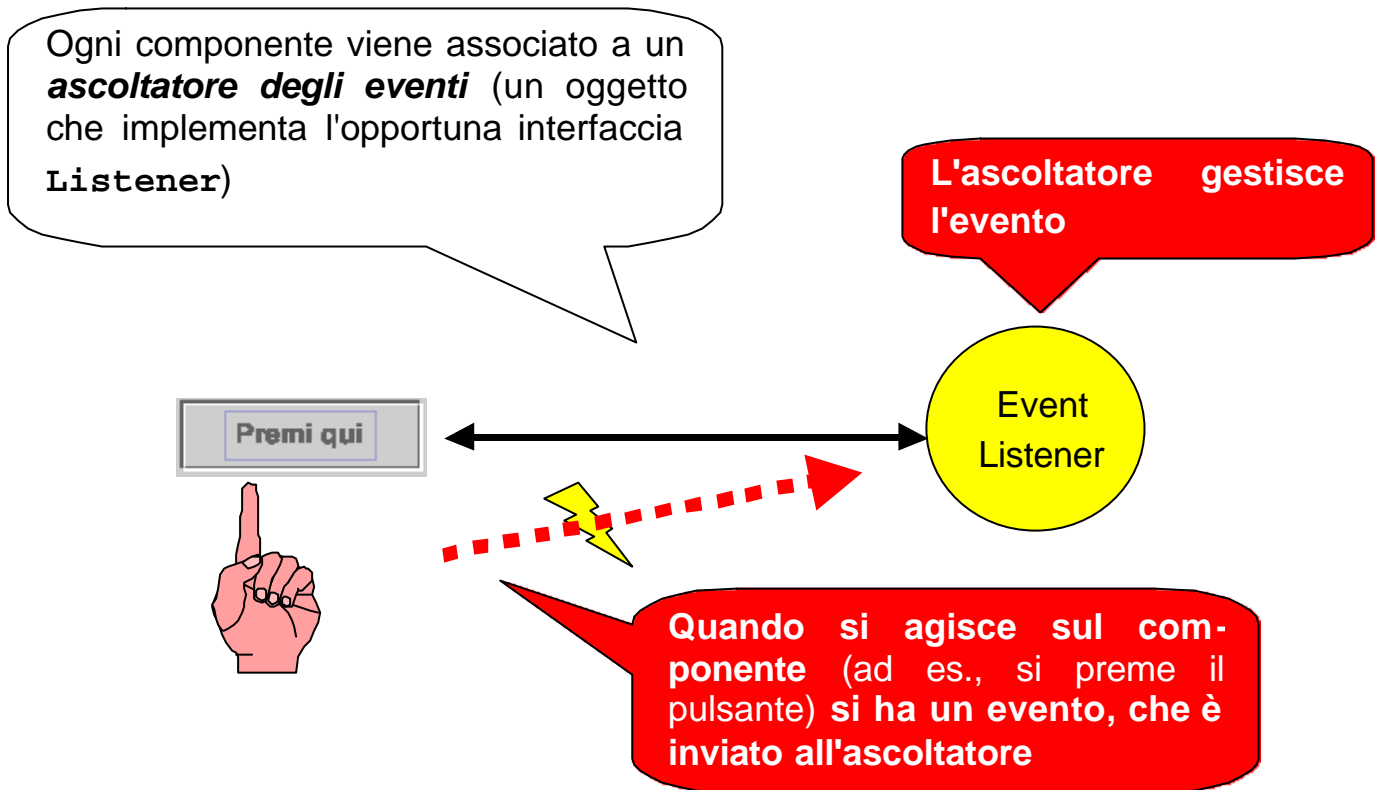 Ogni componente viene associato a un
ascoltatore degli eventi (un oggetto
che implementa l'opportuna interfaccia
Listener)
L'ascoltatore gestisce
l'evento
Premi qui
Event
Listener
Quando si agisce sul com-
ponente (ad es., si preme il
pulsante) si ha un evento, che è
inviato all'ascoltatore